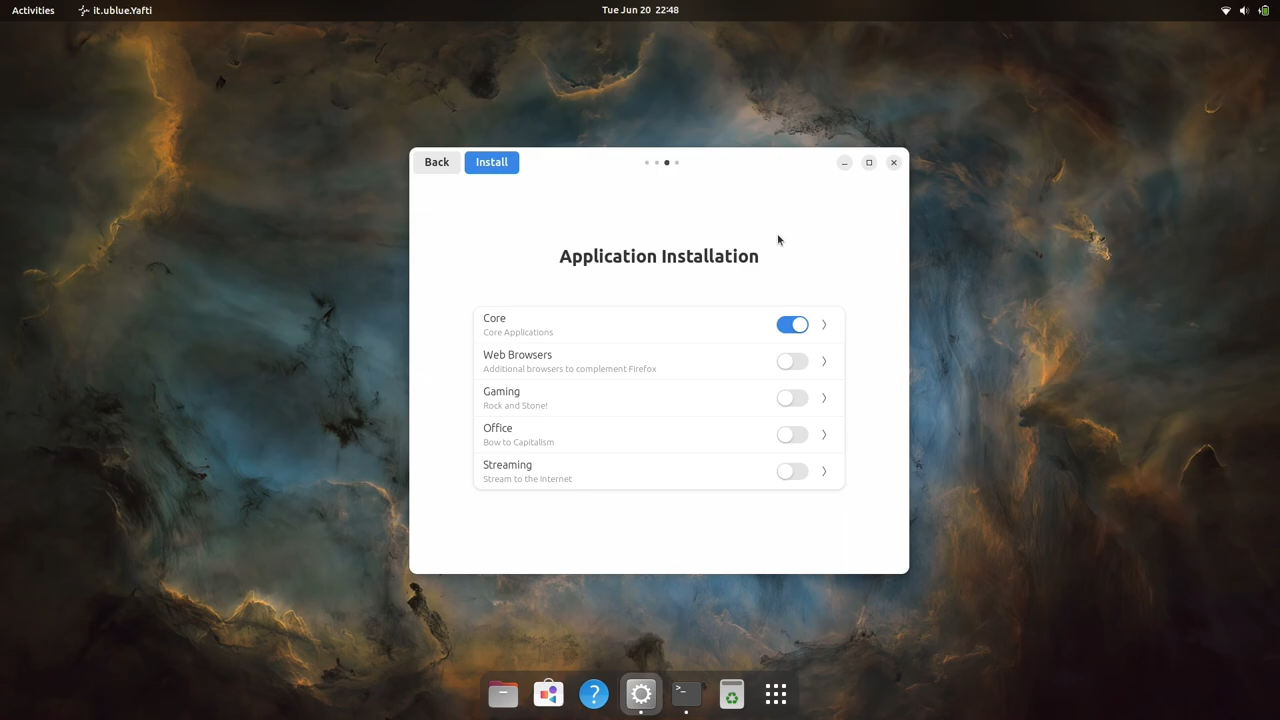 Activities
it.ublue.Yafti
Tue Jun 20 22:48
Back
Install
Application Installation
Core
Core Applications
Web Browsers
Additional browsers to complement Firefox
Gaming
Rock and Stone!
Office
Bow to Capitalism
Streaming
Stream to the Internet